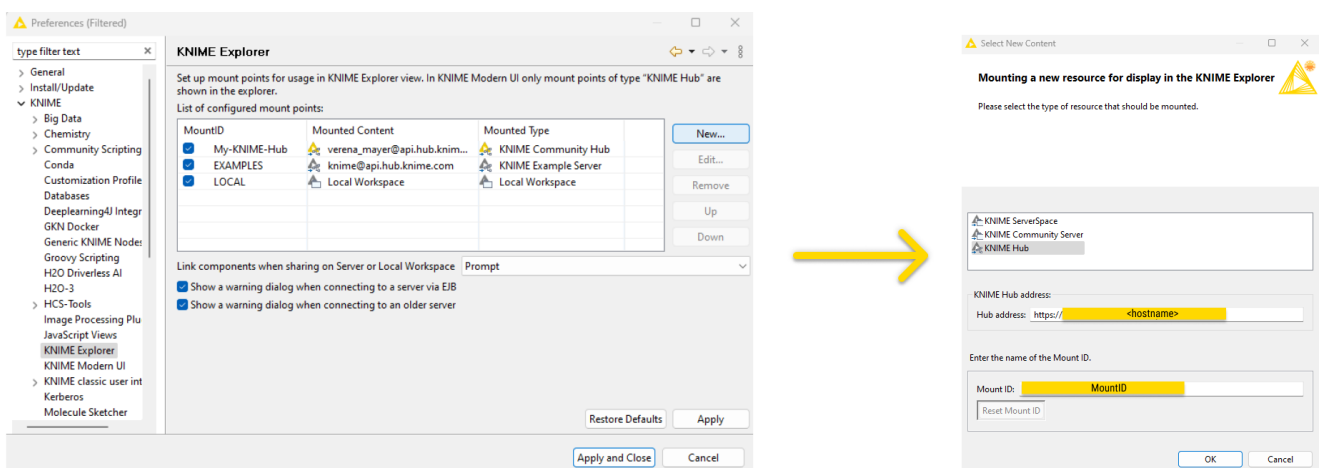 Preferences (Filtered)
type filter text
General
Install/Update
KNIME
Big Data
Chemistry
Community Scripting
Conda
Customization Profile
Databases
Deeplearning4J Integr
GKN Docker
Generic KNIME Nodes
Groovy Scripting
H2O Driverless AI
H2O-3
HCS-Tools
Image Processing Plu
JavaScript Views
KNIME Explorer
KNIME Modern UI
KNIME classic user int
Kerberos
Molecule Sketcher
KNIME Explorer
Set up mount points for usage in KNIME Explorer view. In KNIME Modern UI only mount points of type "KNIME Hub" are
shown in the explorer.
List of configured mount points:
MountID Mounted Content Mounted Type
My-KNIME-Hub verena_mayer@api.hub.knim... KNIME Community Hub
EXAMPLES knime@api.hub.knime.com KNIME Example Server
LOCAL Local Workspace Local Workspace
New...
Edit...
Remove
Up
Down
Link components when sharing on Server or Local Workspace Prompt
Show a warning dialog when connecting to a server via EJB
Show a warning dialog when connecting to an older server
Restore Defaults Apply
Apply and Close Cancel
Select New Content
Mounting a new resource for display in the KNIME Explorer
Please select the type of resource that should be mounted.
KNIME ServerSpace
KNIME Community Server
KNIME Hub
KNIME Hub address:
Hub address: https:// <hostname>
Enter the name of the Mount ID.
Mount ID: MountID
Reset Mount ID
OK Cancel